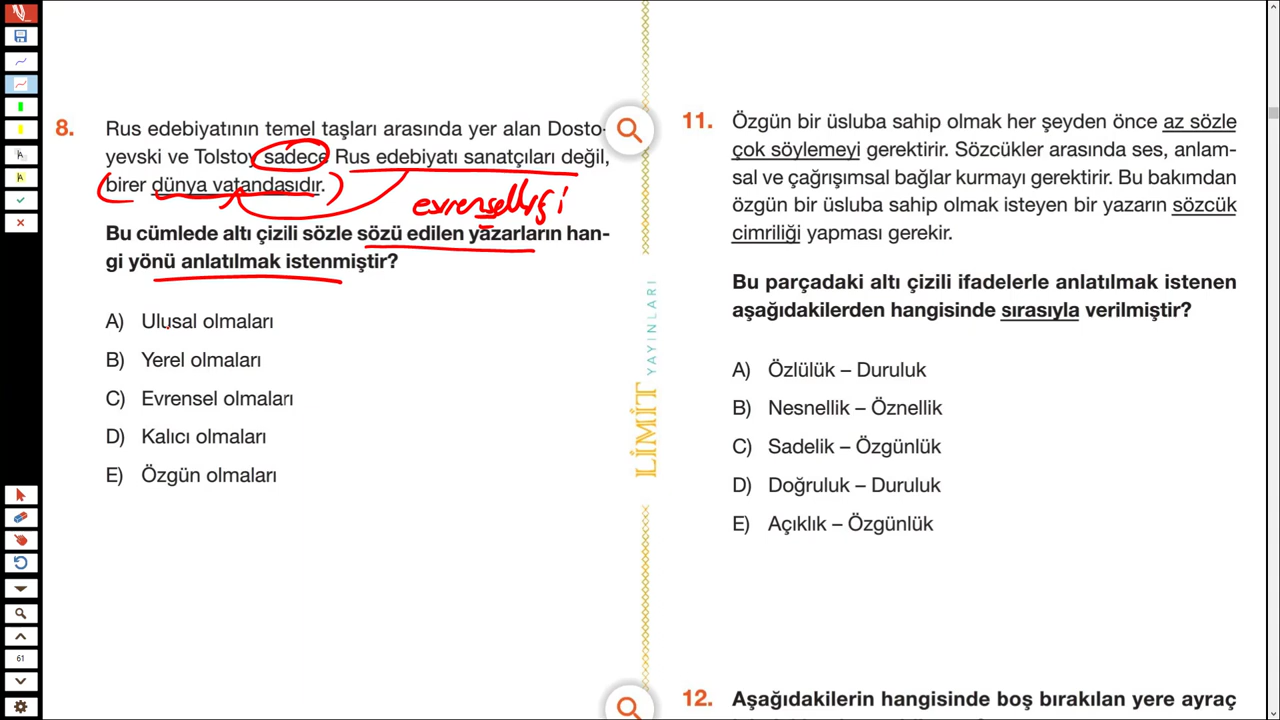 8.
Rus edebiyatının temel taşları arasında yer alan Dosto-
yevski ve Tolstoy sadece Rus edebiyatı sanatçıları değil,
birer dünya vatandaşıdır.
evrenselliği
Bu cümlede altı çizili sözle sözü edilen yazarların han-
gi yönü anlatılmak istenmiştir?
A) Ulusal olmaları
B) Yerel olmaları
C) Evrensel olmaları
D) Kalıcı olmaları
E) Özgün olmaları
LİMİT YAYINLARI
11.
Özgün bir üsluba sahip olmak her şeyden önce az sözle
çok söylemeyi gerektirir. Sözcükler arasında ses, anlam-
sal ve çağrışımsal bağlar kurmayı gerektirir. Bu bakımdan
özgün bir üsluba sahip olmak isteyen bir yazarın sözcük
cimriliği yapması gerekir.
Bu parçadaki altı çizili ifadelerle anlatılmak istenen
aşağıdakilerden hangisinde sırasıyla verilmiştir?
A) Özlülük – Duruluk
B) Nesnellik - Öznellik
C) Sadelik – Özgünlük
D) Doğruluk – Duruluk
E) Açıklık – Özgünlük
12.
Aşağıdakilerin hangisinde boş bırakılan yere ayraç
61